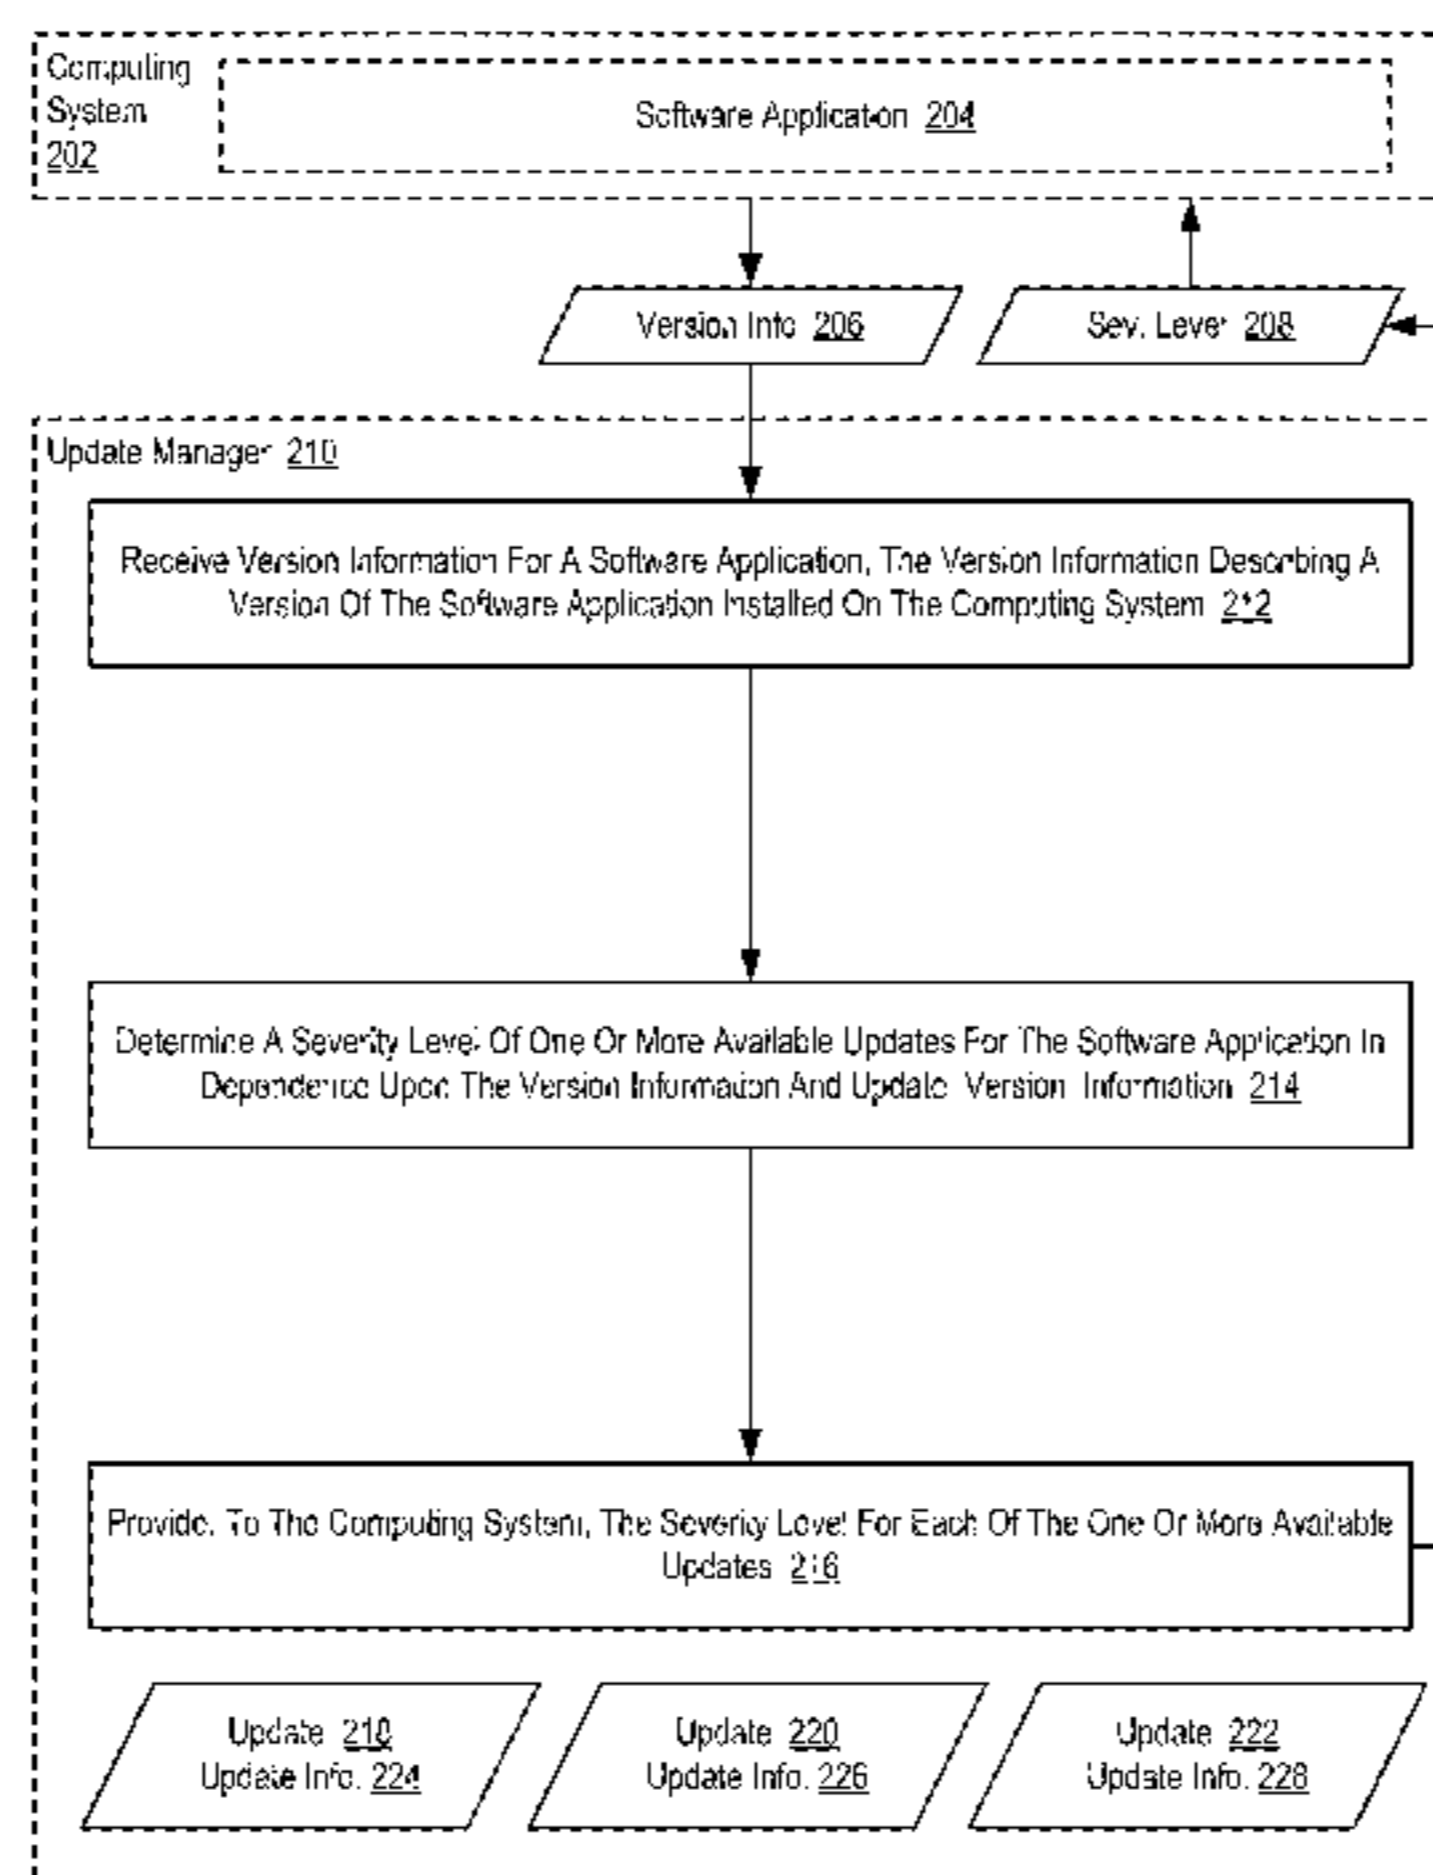 Computing
System
202
Software Application 204
Version Info 206
Sev. Level 208
Update Manager 210
Receive Version Information For A Software Application, The Version Information Describing A
Version Of The Software Application Installed On The Computing System 212
Determine A Severity Level Of One Or More Available Updates For The Software Application In
Dependence Upon The Version Information And Update Version Information 214
Provide, To The Computing System, The Severity Level For Each Of The One Or More Available
Updates 216
Update 218
Update Info. 224
Update 220
Update Info. 226
Update 222
Update Info. 228